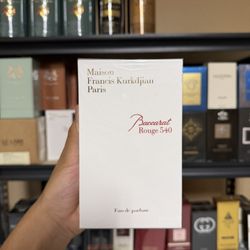 Maison
Francis Kurkdjian
Paris
Baccarat
Rouge 540
Eau de parfum